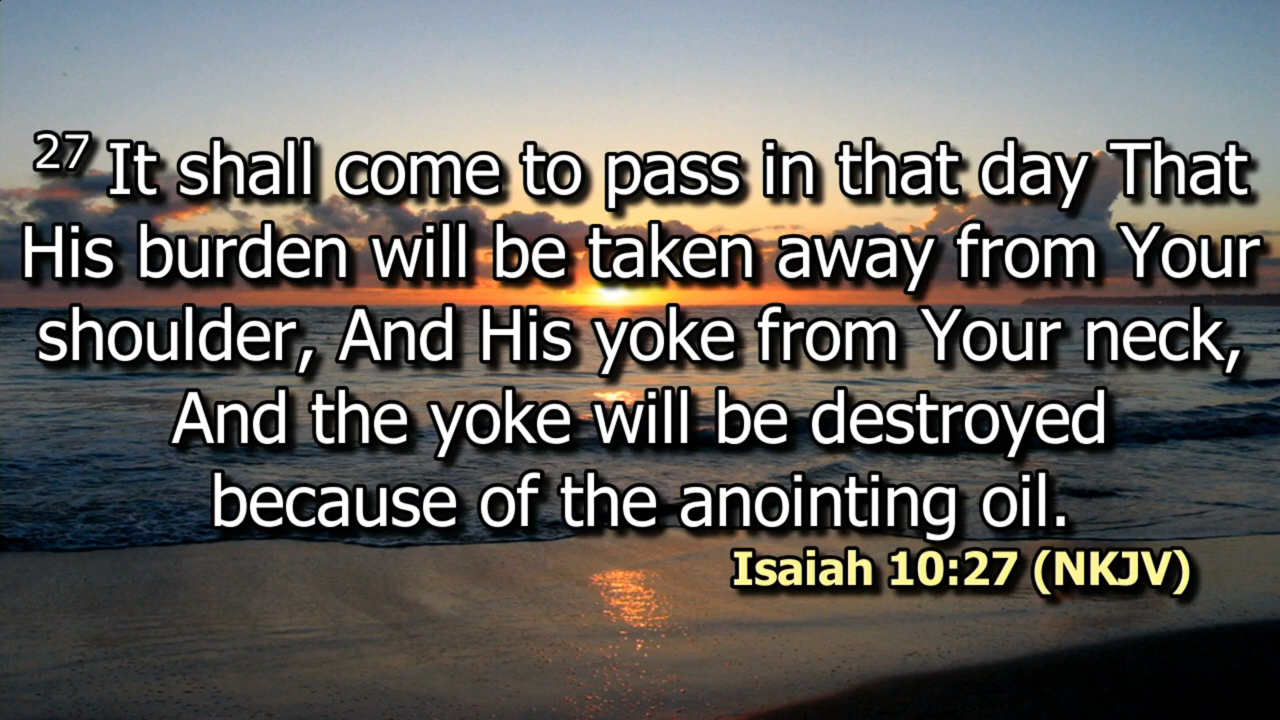 27 It shall come to pass in that day That
His burden will be taken away from Your
shoulder, And His yoke from Your neck,
And the yoke will be destroyed
because of the anointing oil.
Isaiah 10:27 (NKJV)